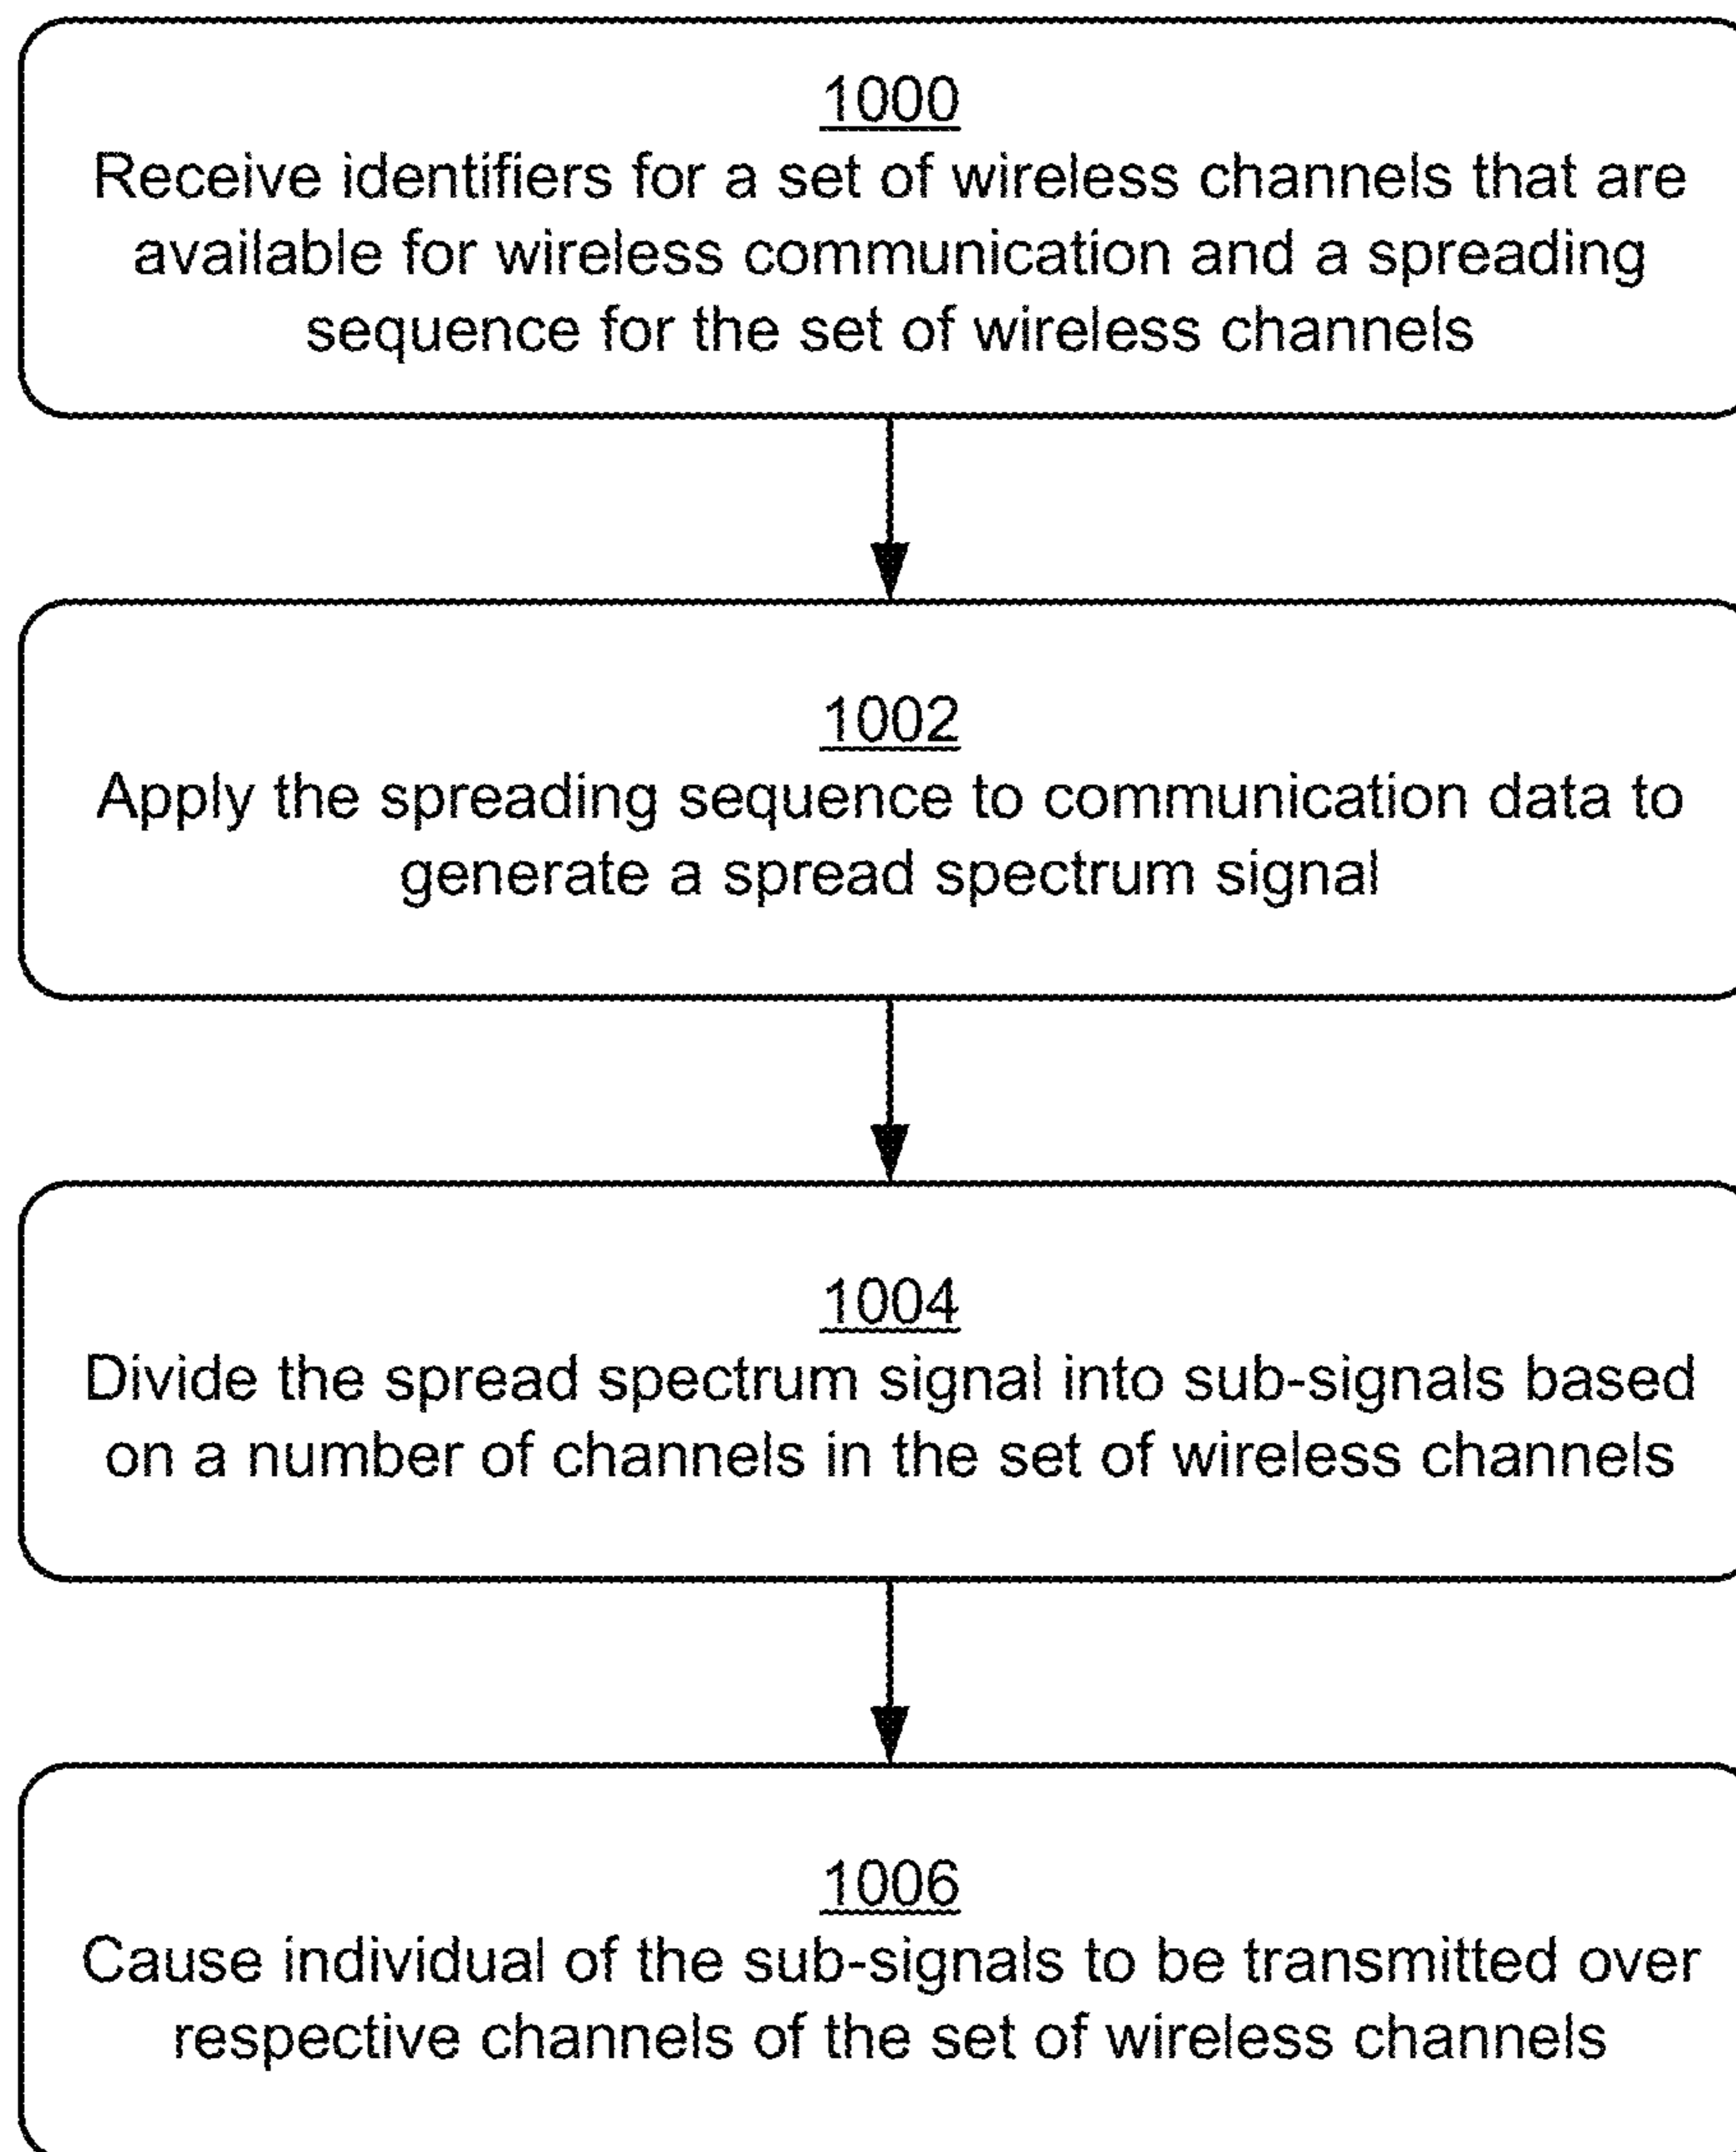 1000
Receive identifiers for a set of wireless channels that are
available for wireless communication and a spreading
sequence for the set of wireless channels
1002
Apply the spreading sequence to communication data to
generate a spread spectrum signal
1004
Divide the spread spectrum signal into sub-signals based
on a number of channels in the set of wireless channels
1006
Cause individual of the sub-signals to be transmitted over
respective channels of the set of wireless channels